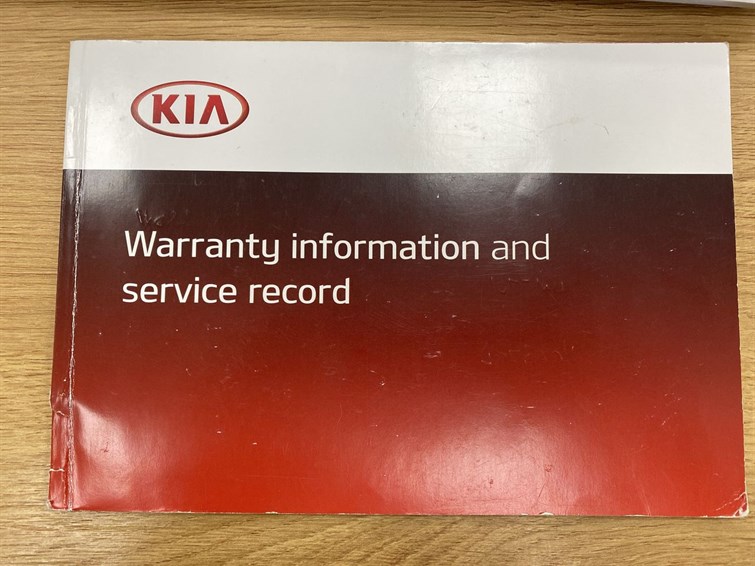 KIA
Warranty information and
service record